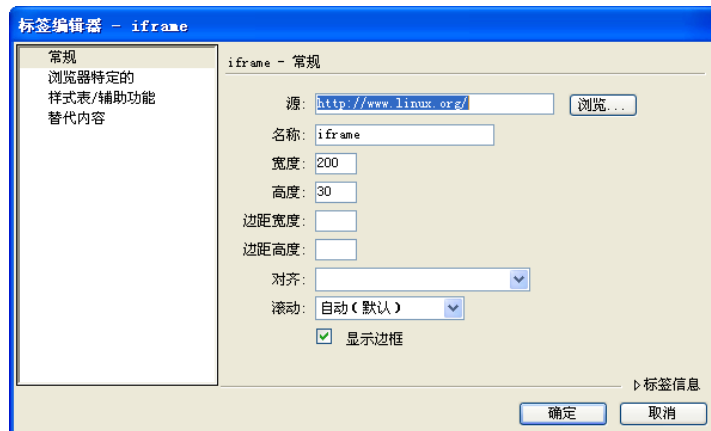 标签编辑器 - iframe
常规
浏览器特定的
样式表/辅助功能
替代内容
iframe - 常规
源: http://www.linux.org/ 浏览...
名称: iframe
宽度: 200
高度: 30
边距宽度:
边距高度:
对齐:
滚动: 自动(默认)
显示边框
标签信息
确定 取消